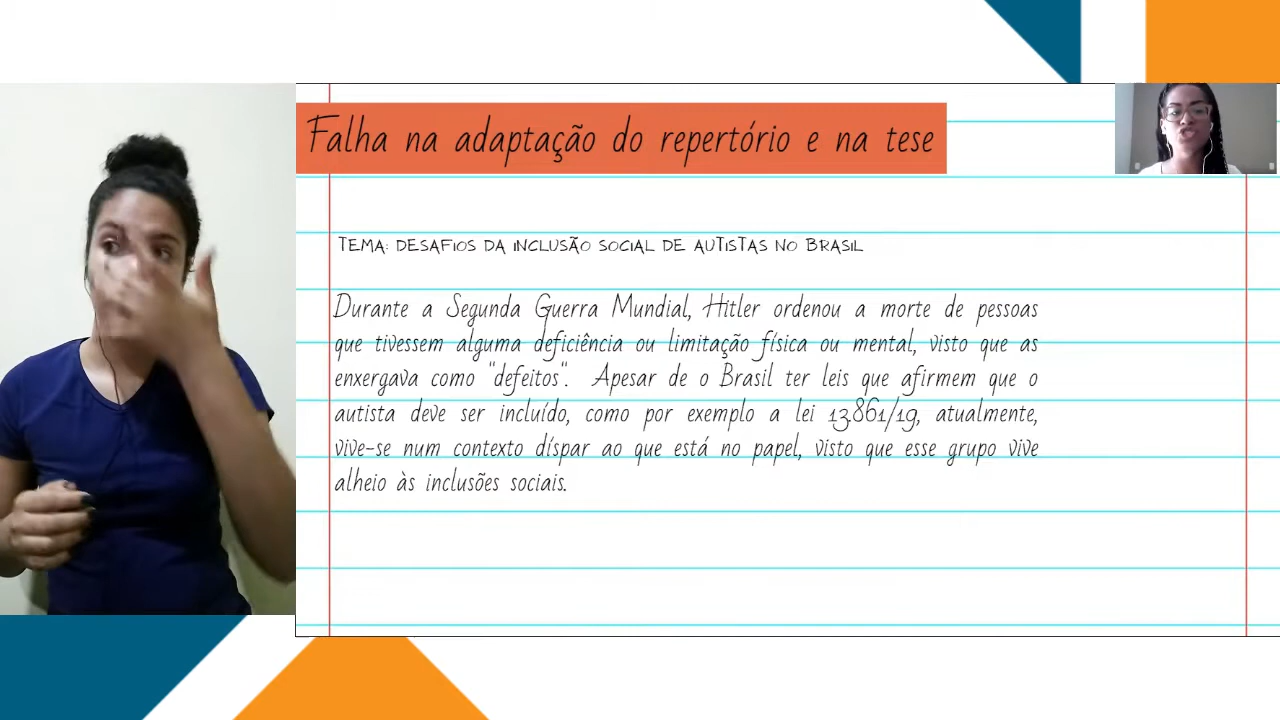 Falha na adaptação do repertório e na tese
TEMA: DESAFIOS DA INCLUSÃO SOCIAL DE AUTISTAS NO BRASIL
Durante a Segunda Guerra Mundial, Hitler ordenou a morte de pessoas
que tivessem alguma deficiência ou limitação física ou mental, visto que as
enxergava como "defeitos". Apesar de o Brasil ter leis que afirmem que o
autista deve ser incluído, como por exemplo a lei 13.861/19, atualmente,
vive-se num contexto díspar ao que está no papel, visto que esse grupo vive
alheio às inclusões sociais.